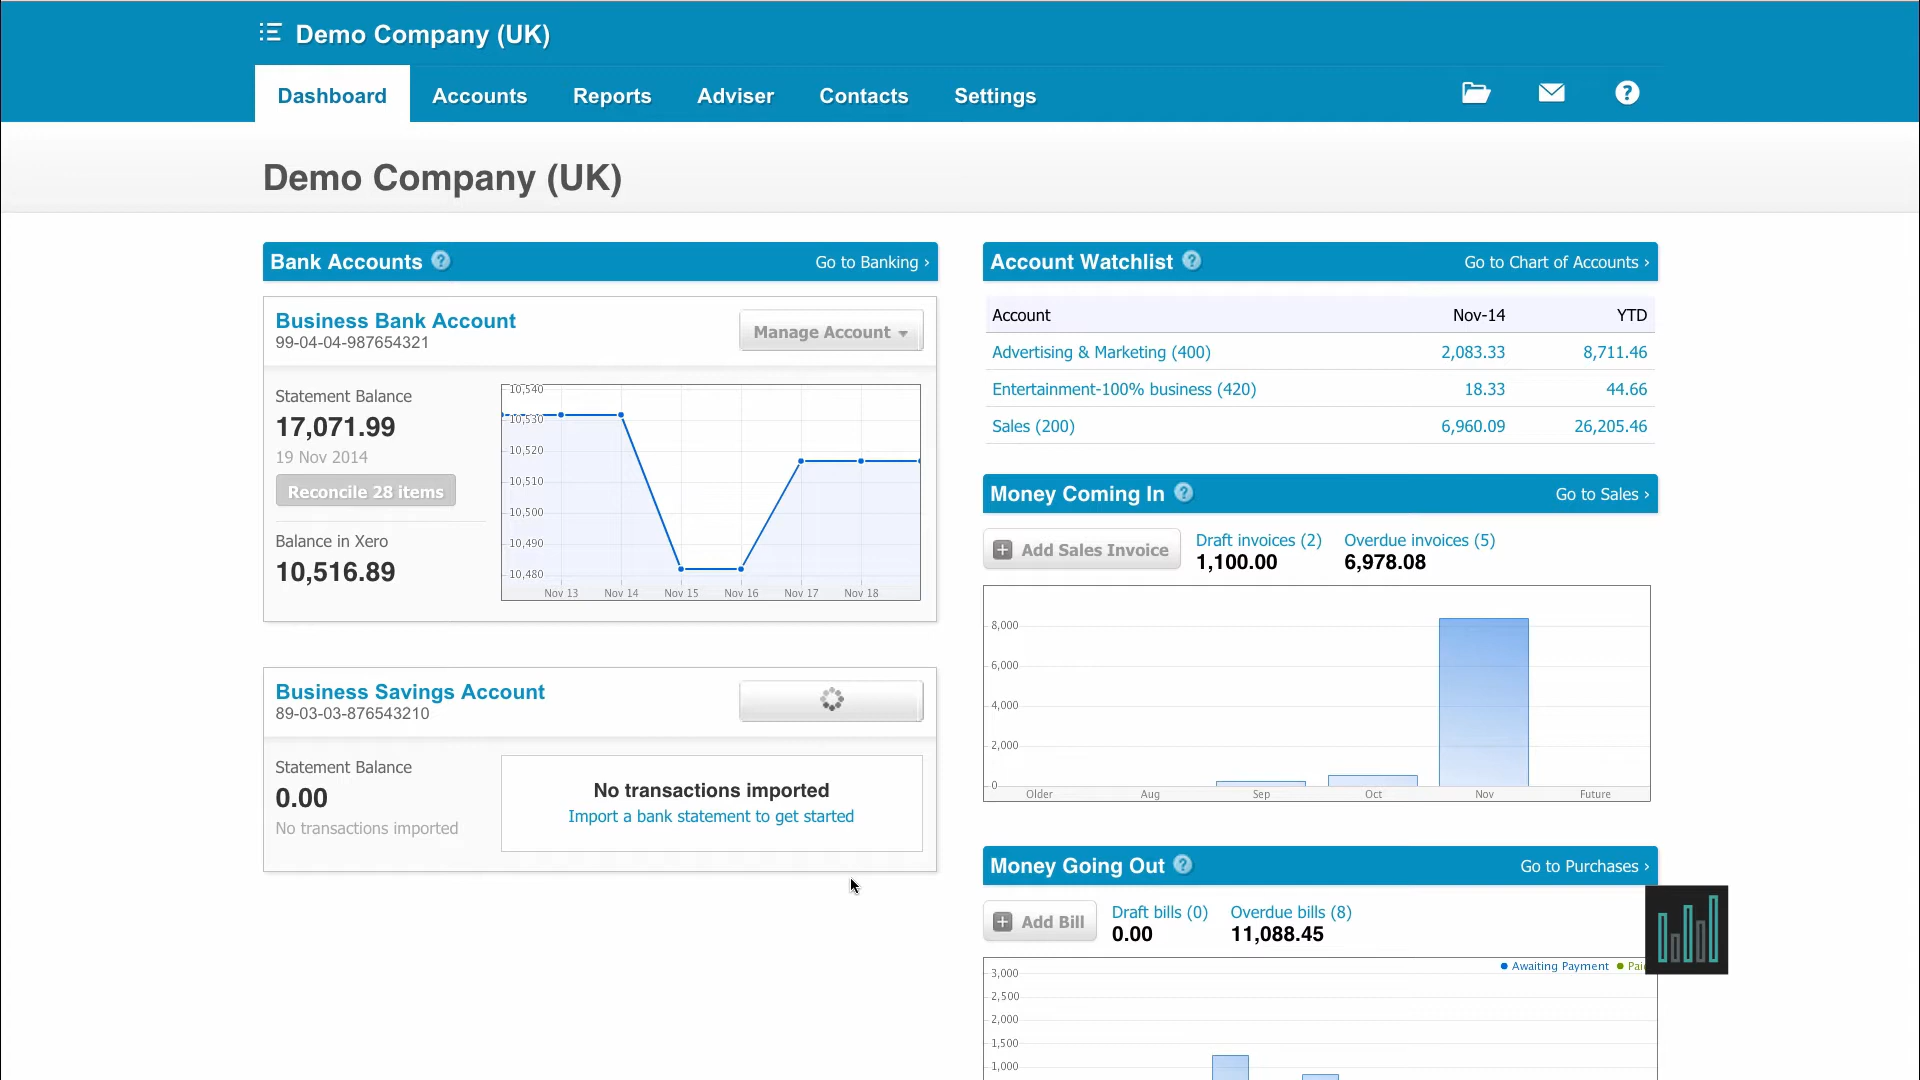 Demo Company (UK)
Dashboard Accounts Reports Adviser Contacts Settings ?
Demo Company (UK)
Bank Accounts ? Go to Banking ›
Business Bank Account
99-04-04-987654321
Manage Account
Statement Balance
17,071.99
19 Nov 2014
Reconcile 28 items
Balance in Xero
10,516.89
10,540
10,530
10,520
10,510
10,500
10,490
10,480
Nov 13 Nov 14 Nov 15 Nov 16 Nov 17 Nov 18
Business Savings Account
89-03-03-876543210
Statement Balance
0.00
No transactions imported
No transactions imported
Import a bank statement to get started
Account Watchlist ? Go to Chart of Accounts ›
Account Nov-14 YTD
Advertising & Marketing (400) 2,083.33 8,711.46
Entertainment-100% business (420) 18.33 44.66
Sales (200) 6,960.09 26,205.46
Money Coming In ? Go to Sales ›
Add Sales Invoice
Draft invoices (2)
1,100.00
Overdue invoices (5)
6,978.08
8,000
6,000
4,000
2,000
0
Older Aug Sep Oct Nov Future
Money Going Out ? Go to Purchases ›
Add Bill
Draft bills (0)
0.00
Overdue bills (8)
11,088.45
Awaiting Payment
3,000
2,500
2,000
1,500
1,000